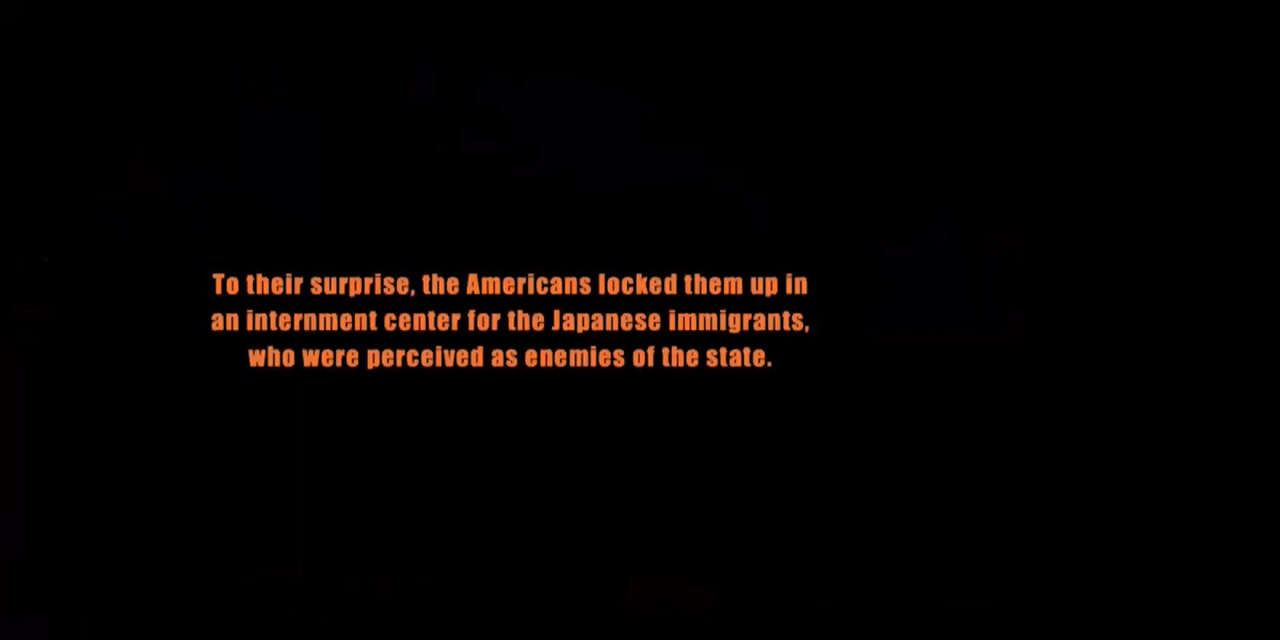 To their surprise, the Americans locked them up in
an internment center for the Japanese immigrants,
who were perceived as enemies of the state.